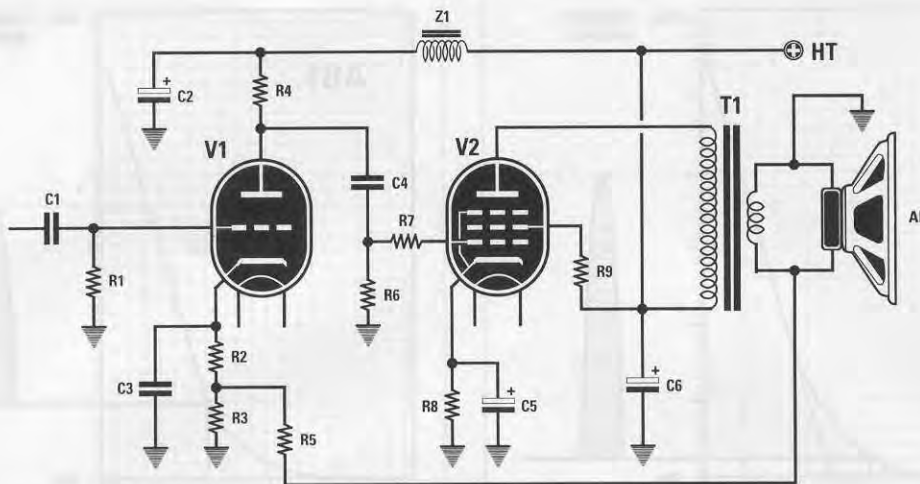 Z1
+ HT
+
C2
R4
T1
V1
V2
C4
C1
R7
R1
R9
R6
C3
R2
R3
R5
R8
+
C5
+
C6